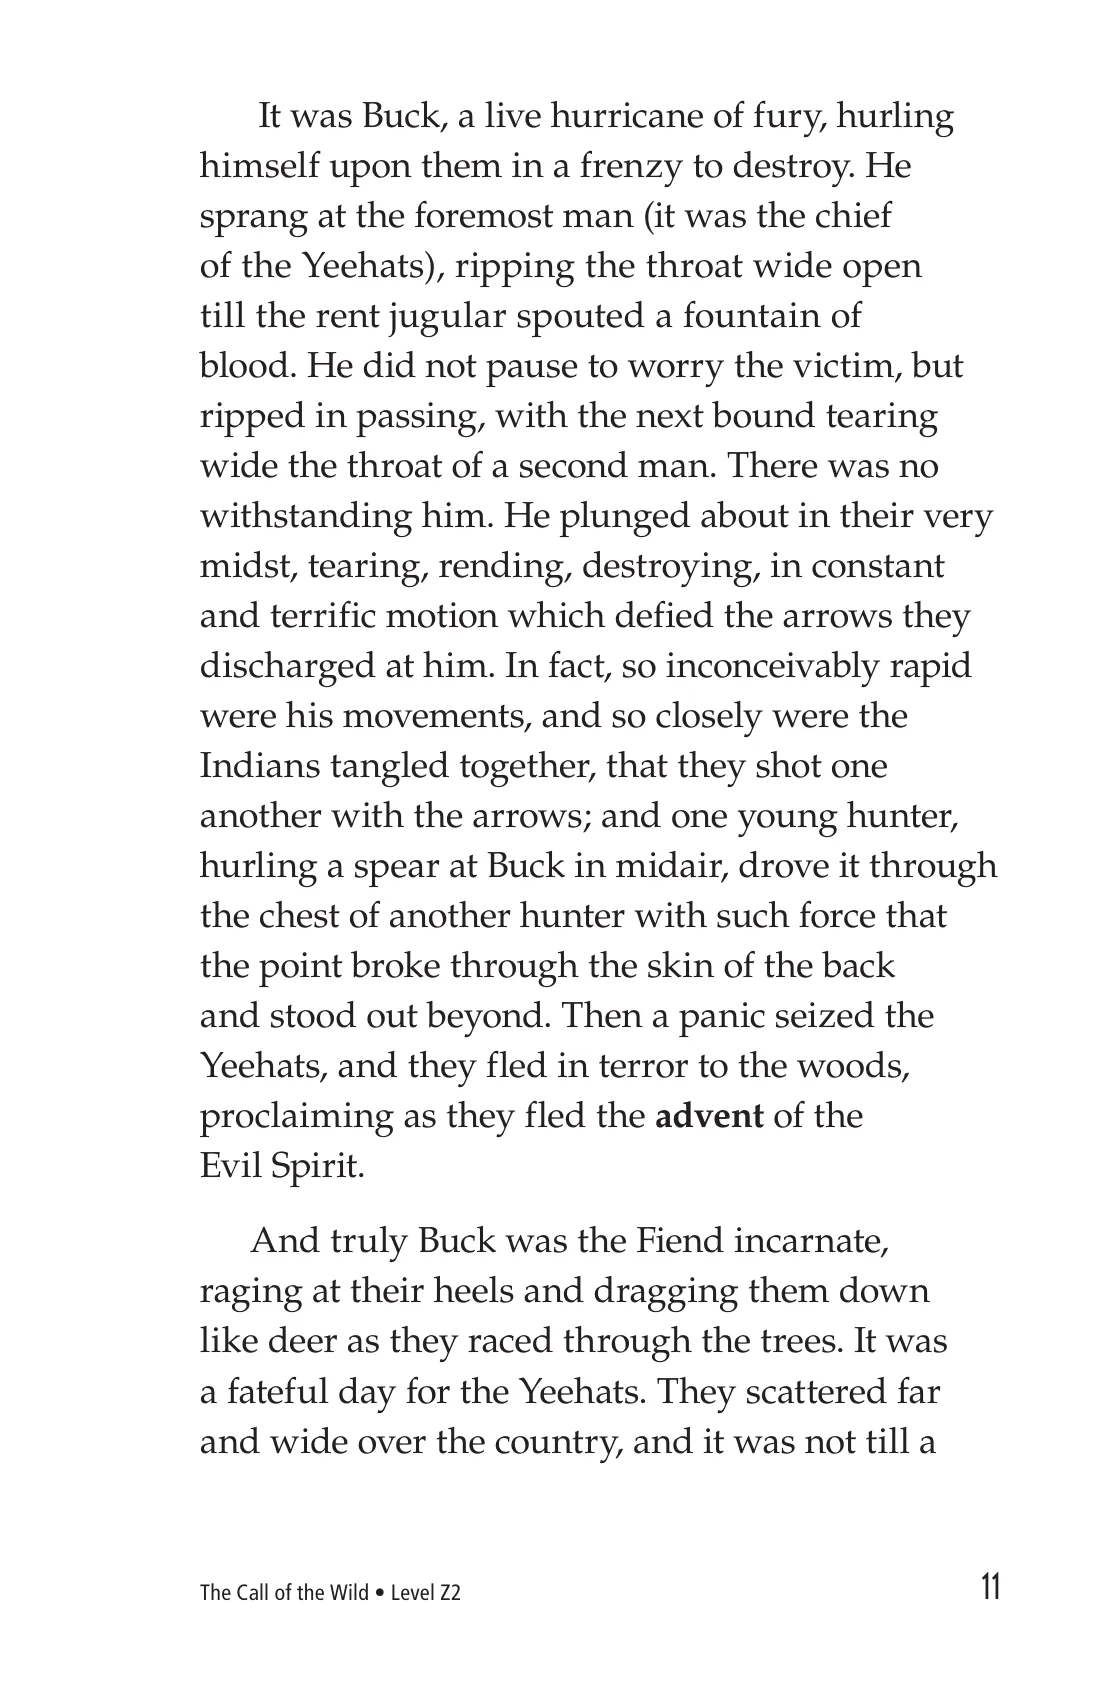 It was Buck, a live hurricane of fury, hurling
himself upon them in a frenzy to destroy. He
sprang at the foremost man (it was the chief
of the Yeehats), ripping the throat wide open
till the rent jugular spouted a fountain of
blood. He did not pause to worry the victim, but
ripped in passing, with the next bound tearing
wide the throat of a second man. There was no
withstanding him. He plunged about in their very
midst, tearing, rending, destroying, in constant
and terrific motion which defied the arrows they
discharged at him. In fact, so inconceivably rapid
were his movements, and so closely were the
Indians tangled together, that they shot one
another with the arrows; and one young hunter,
hurling a spear at Buck in midair, drove it through
the chest of another hunter with such force that
the point broke through the skin of the back
and stood out beyond. Then a panic seized the
Yeehats, and they fled in terror to the woods,
proclaiming as they fled the advent of the
Evil Spirit.
And truly Buck was the Fiend incarnate,
raging at their heels and dragging them down
like deer as they raced through the trees. It was
a fateful day for the Yeehats. They scattered far
and wide over the country, and it was not till a
The Call of the Wild • Level Z2
11